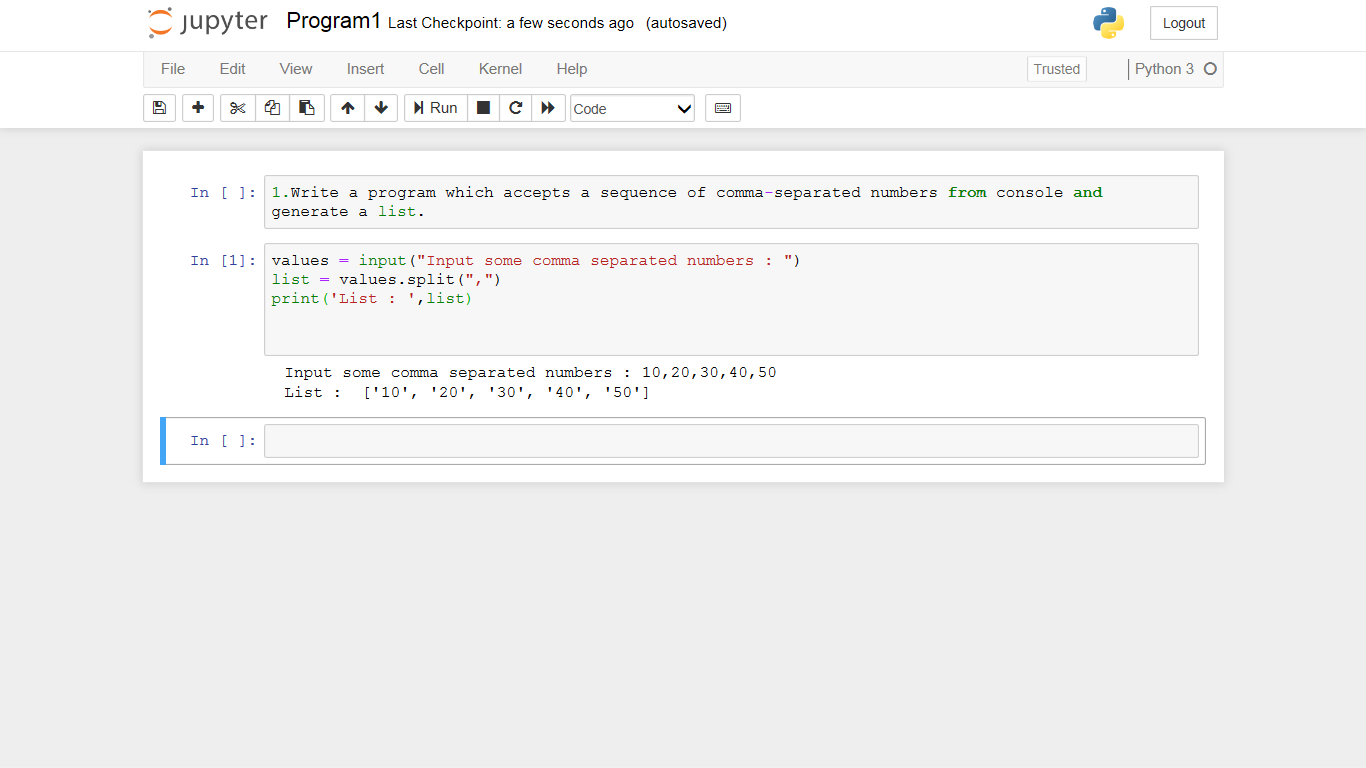 jupyter Program1 Last Checkpoint: a few seconds ago (autosaved) Logout
File Edit View Insert Cell Kernel Help Trusted Python 3
Run Code
In [ ]: 1.Write a program which accepts a sequence of comma-separated numbers from console and
generate a list.
In [1]: values = input("Input some comma separated numbers : ")
list = values.split(",")
print('List : ',list)
Input some comma separated numbers : 10,20,30,40,50
List :  ['10', '20', '30', '40', '50']
In [ ]: